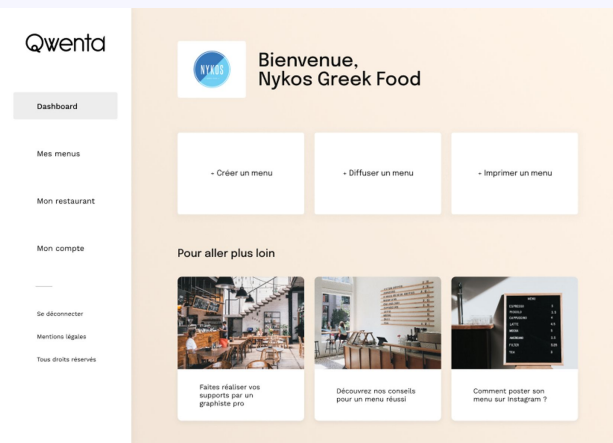 Qwenta
Dashboard
Mes menus
Mon restaurant
Mon compte
Se déconnecter
Mentions légales
Tous droits réservés
NYKOS
Bienvenue,
Nykos Greek Food
+ Créer un menu
+ Diffuser un menu
+ Imprimer un menu
Pour aller plus loin
MENU
Faites réaliser vos
supports par un
graphiste pro
Découvrez nos conseils
pour un menu réussi
Comment poster son
menu sur Instagram ?